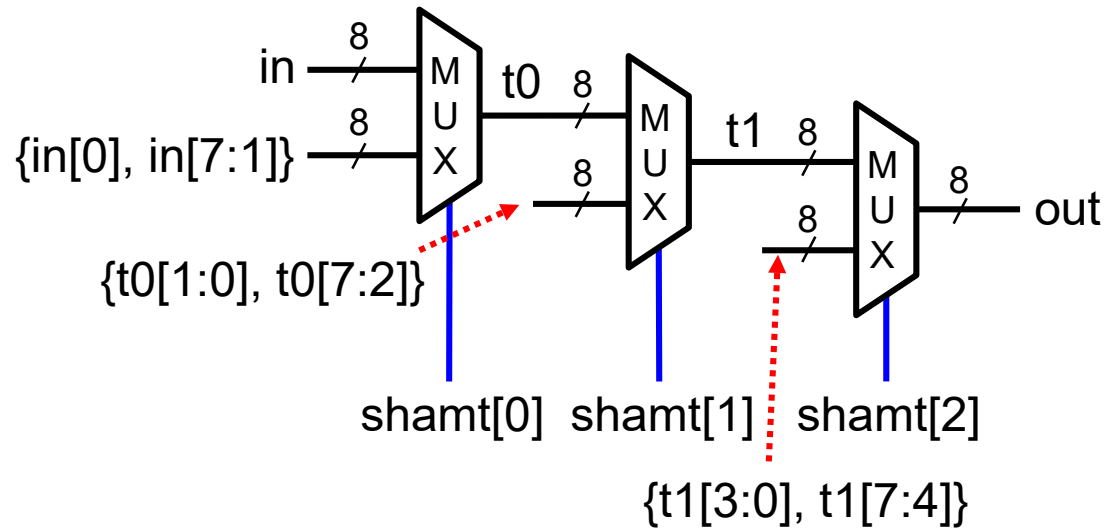 in
8
{in[0], in[7:1]}
8
M
U
X
t0
8
{t0[1:0], t0[7:2]}
8
M
U
X
t1
8
8
{t1[3:0], t1[7:4]}
M
U
X
8
out
shamt[0]
shamt[1]
shamt[2]